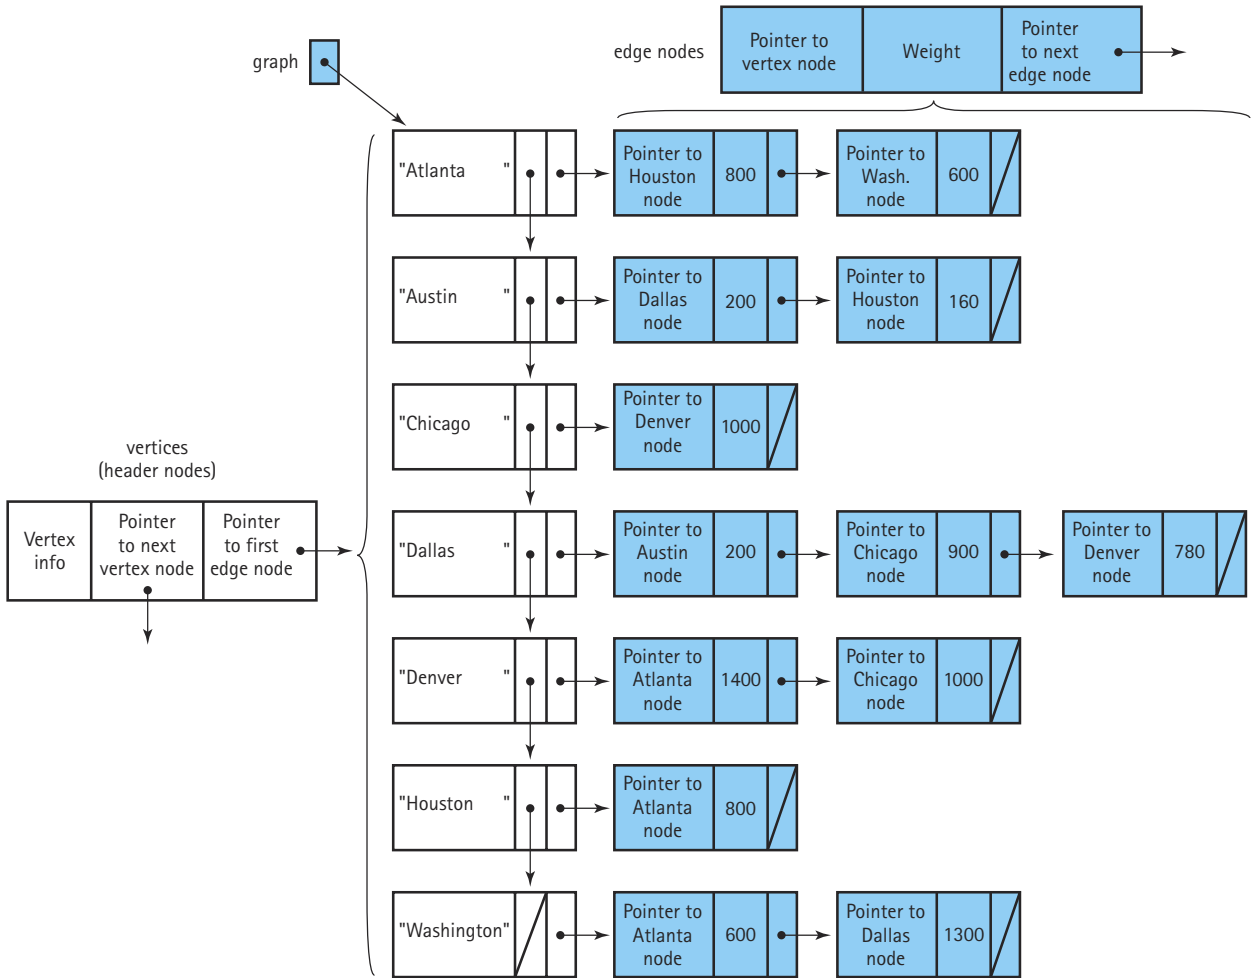 graph
edge nodes
Pointer to
vertex node
Weight
Pointer
to next
edge node
"Atlanta "
Pointer to
Houston
node
800
Pointer to
Wash.
node
600
"Austin "
Pointer to
Dallas
node
200
Pointer to
Houston
node
160
"Chicago "
Pointer to
Denver
node
1000
vertices
(header nodes)
Vertex
info
Pointer
to next
vertex node
Pointer
to first
edge node
"Dallas "
Pointer to
Austin
node
200
Pointer to
Chicago
node
900
Pointer to
Denver
node
780
"Denver "
Pointer to
Atlanta
node
1400
Pointer to
Chicago
node
1000
"Houston "
Pointer to
Atlanta
node
800
"Washington"
Pointer to
Atlanta
node
600
Pointer to
Dallas
node
1300